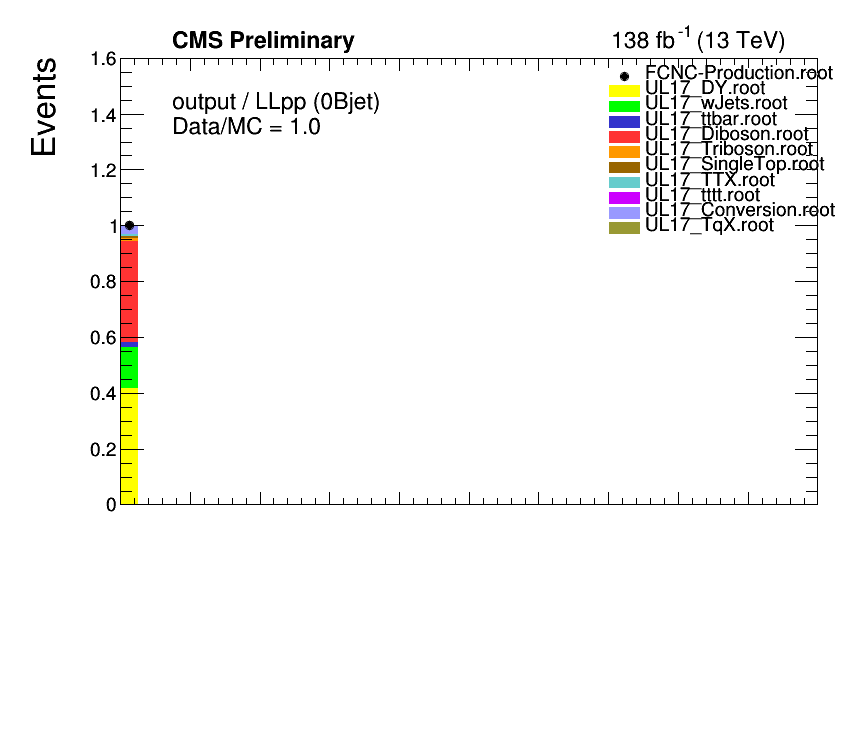 CMS Preliminary
138 fb-1 (13 TeV)
Events
output / LLpp (0Bjet)
Data/MC = 1.0
FCNC-Production.root
UL17_DY.root
UL17_wJets.root
UL17_ttbar.root
UL17_Diboson.root
UL17_Triboson.root
UL17_SingleTop.root
UL17_TTX.root
UL17_tttt.root
UL17_Conversion.root
UL17_TqX.root
1.6
1.4
1.2
1
0.8
0.6
0.4
0.2
0